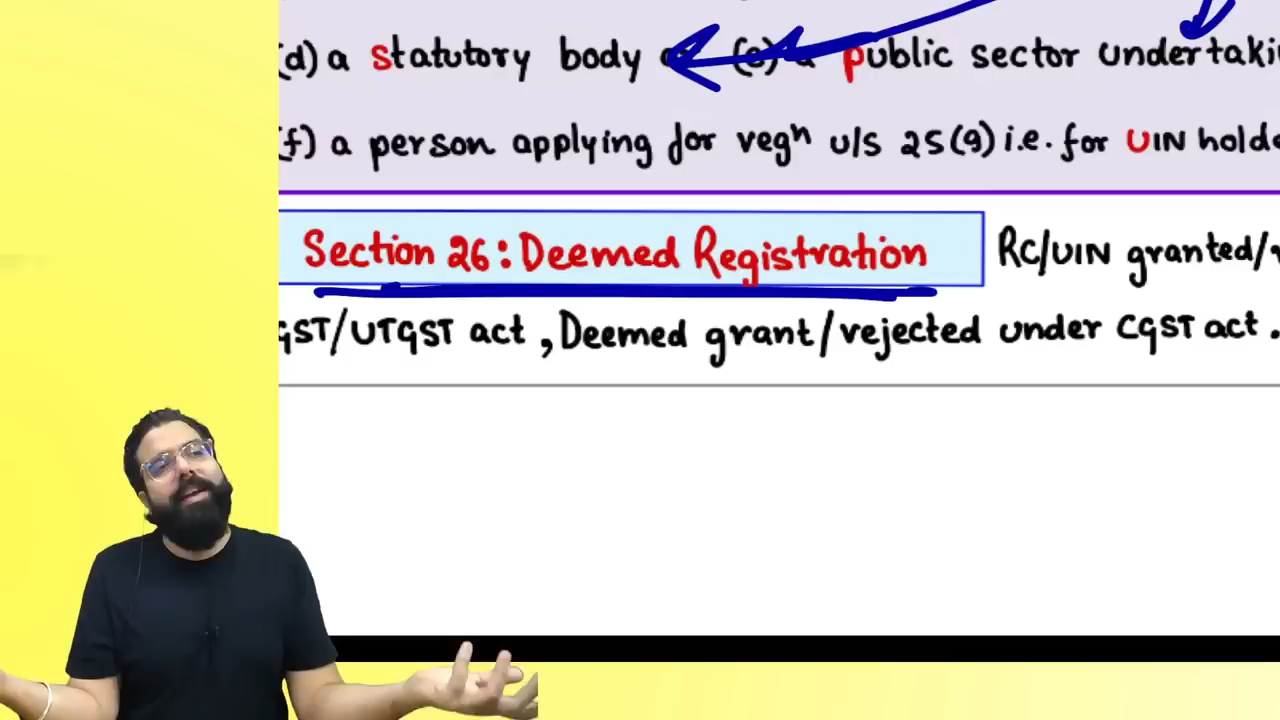 (d) a statutory body (e) a public sector undertaki
(f) a person applying for regn u/s 25(9) i.e. for UIN holde
Section 26: Deemed Registration RC/UIN granted/
GST/UTGST act, Deemed grant/rejected under CGST act.